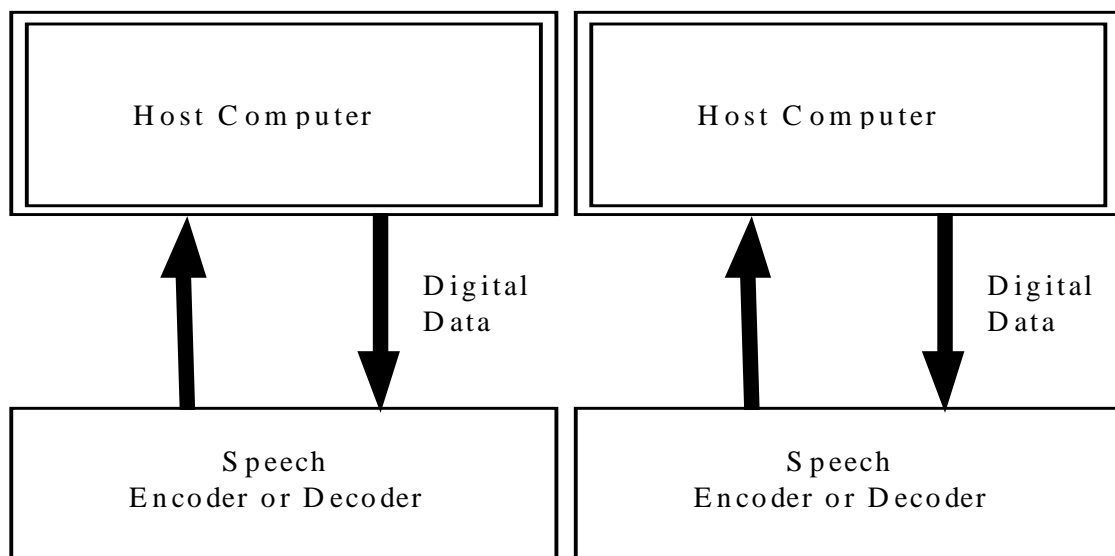 Host Computer
Host Computer
Digital
Data
Digital
Data
Speech
Encoder or Decoder
Speech
Encoder or Decoder